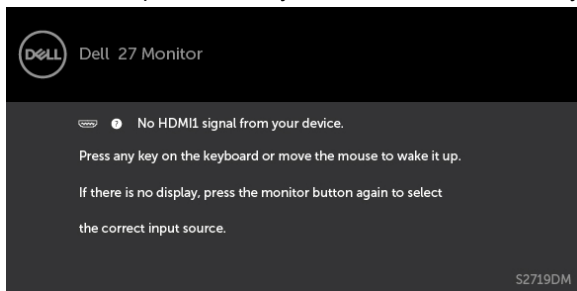 DELL
Dell 27 Monitor
? No HDMI1 signal from your device.
Press any key on the keyboard or move the mouse to wake it up.
If there is no display, press the monitor button again to select
the correct input source.
S2719DM